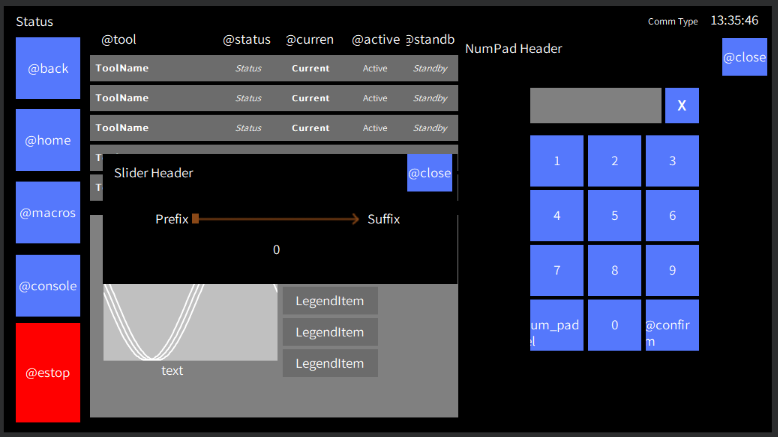 Status
Comm Type 13:35:46
@tool @status @curren @active @standb
NumPad Header
@close
@back
@home
@macros
@console
@estop
ToolName Status Current Active Standby
ToolName Status Current Active Standby
ToolName Status Current Active Standby
T
T
Slider Header
@close
Prefix
Suffix
0
LegendItem
LegendItem
LegendItem
text
X
1 2 3
4 5 6
7 8 9
um_pad
el
0
@confir
m